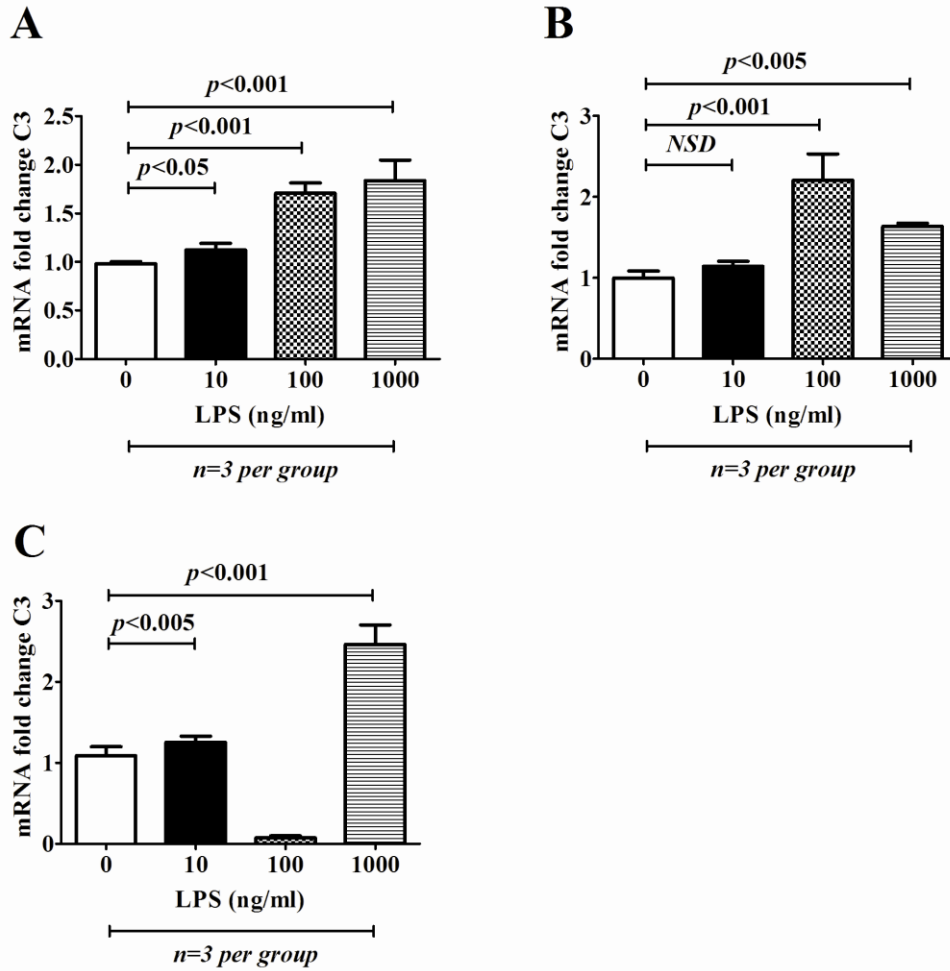 A
p<0.001
p<0.001
p<0.05
mRNA fold change C3
2.5
2.0
1.5
1.0
0.5
0.0
0 10 100 1000
LPS (ng/ml)
n=3 per group
B
p<0.005
p<0.001
NSD
mRNA fold change C3
3
2
1
0
0 10 100 1000
LPS (ng/ml)
n=3 per group
C
p<0.001
p<0.005
mRNA fold change C3
3
2
1
0
0 10 100 1000
LPS (ng/ml)
n=3 per group